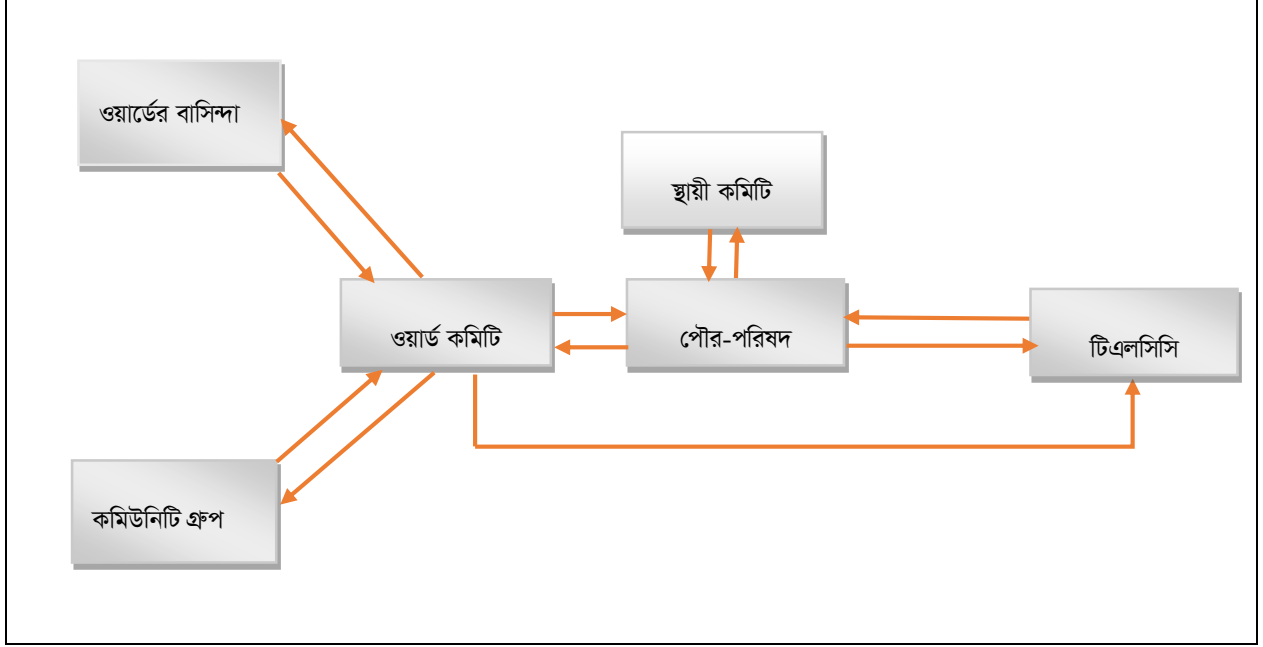 ওয়ার্ডের বাসিন্দা
স্থায়ী কমিটি
ওয়ার্ড কমিটি
পৌর-পরিষদ
টিএলসিসি
কমিউনিটি গ্রুপ